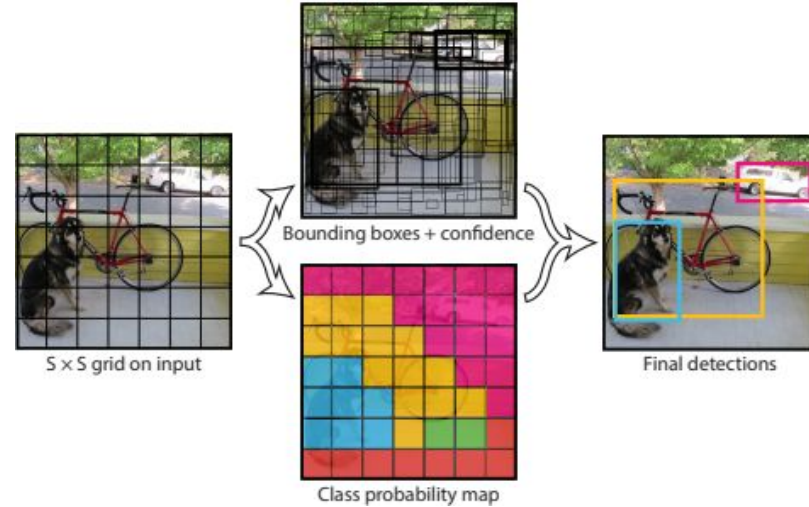 S × S grid on input
Bounding boxes + confidence
Class probability map
Final detections